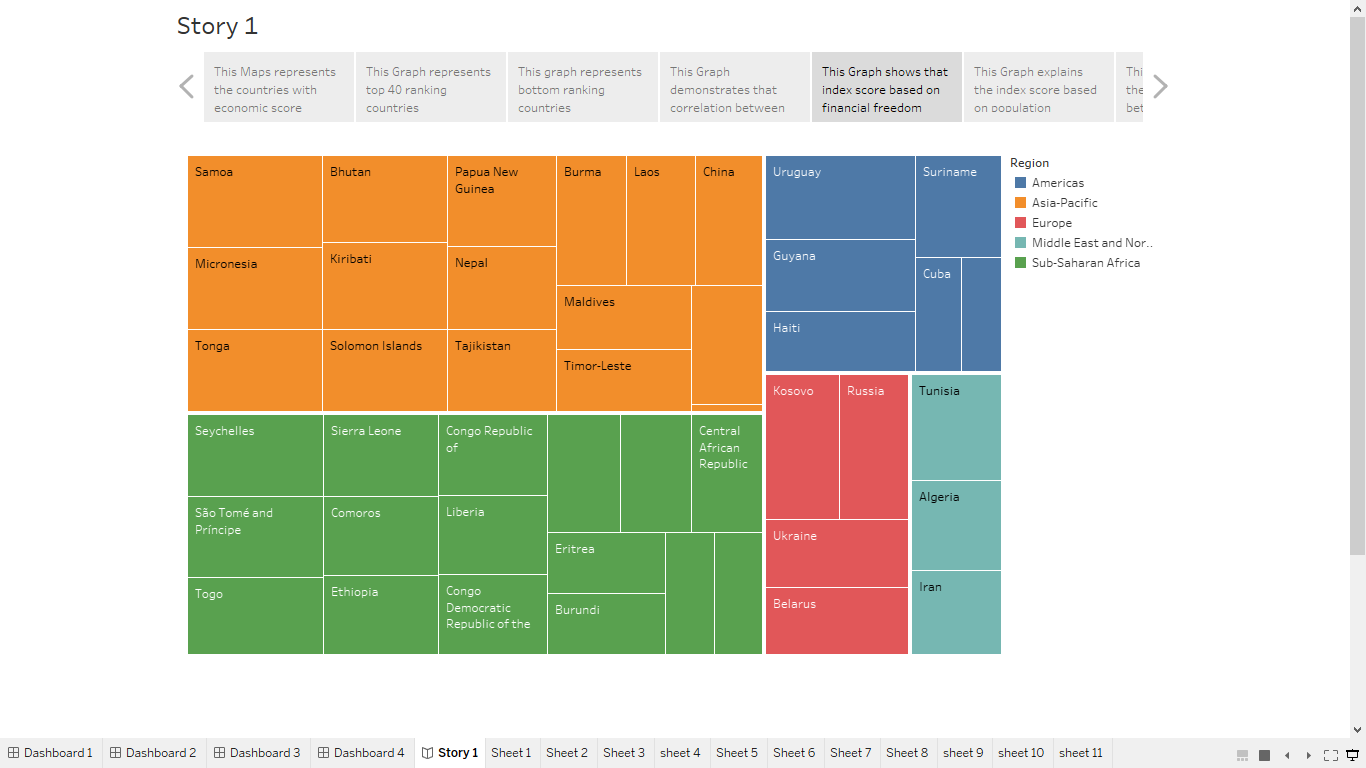 Story 1
This Maps represents
the countries with
economic score
This Graph represents
top 40 ranking
countries
This graph represents
bottom ranking
countries
This Graph
demonstrates that
correlation between
This Graph shows that
index score based on
financial freedom
This Graph explains
the index score based
on population
Thi
the
bet
Samoa
Bhutan
Papua New
Guinea
Burma
Laos
China
Micronesia
Kiribati
Nepal
Maldives
Tonga
Solomon Islands
Tajikistan
Timor-Leste
Uruguay
Suriname
Guyana
Cuba
Haiti
Region
Americas
Asia-Pacific
Europe
Middle East and Nor..
Sub-Saharan Africa
Seychelles
Sierra Leone
Congo Republic
of
Central
African
Republic
São Tomé and
Príncipe
Comoros
Liberia
Eritrea
Togo
Ethiopia
Congo
Democratic
Republic of the
Burundi
Kosovo
Russia
Ukraine
Belarus
Tunisia
Algeria
Iran
Dashboard 1
Dashboard 2
Dashboard 3
Dashboard 4
Story 1
Sheet 1
Sheet 2
Sheet 3
sheet 4
Sheet 5
Sheet 6
Sheet 7
Sheet 8
sheet 9
sheet 10
sheet 11